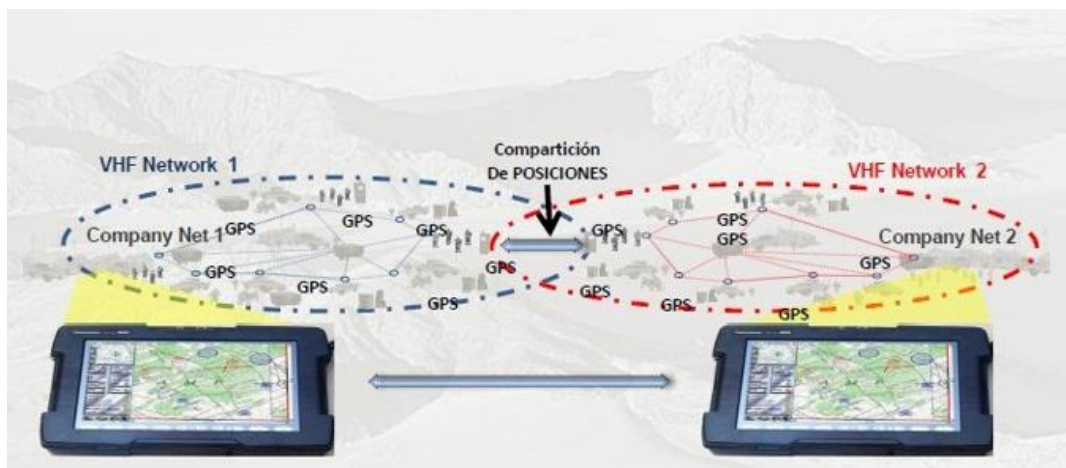 VHF Network 1
Compartición
De POSICIONES
VHF Network 2
GPS
GPS
GPS
Company Net 1
GPS
GPS
GPS
GPS
GPS
GPS
GPS
Company Net 2
GPS
GPS
GPS
GPS
GPS